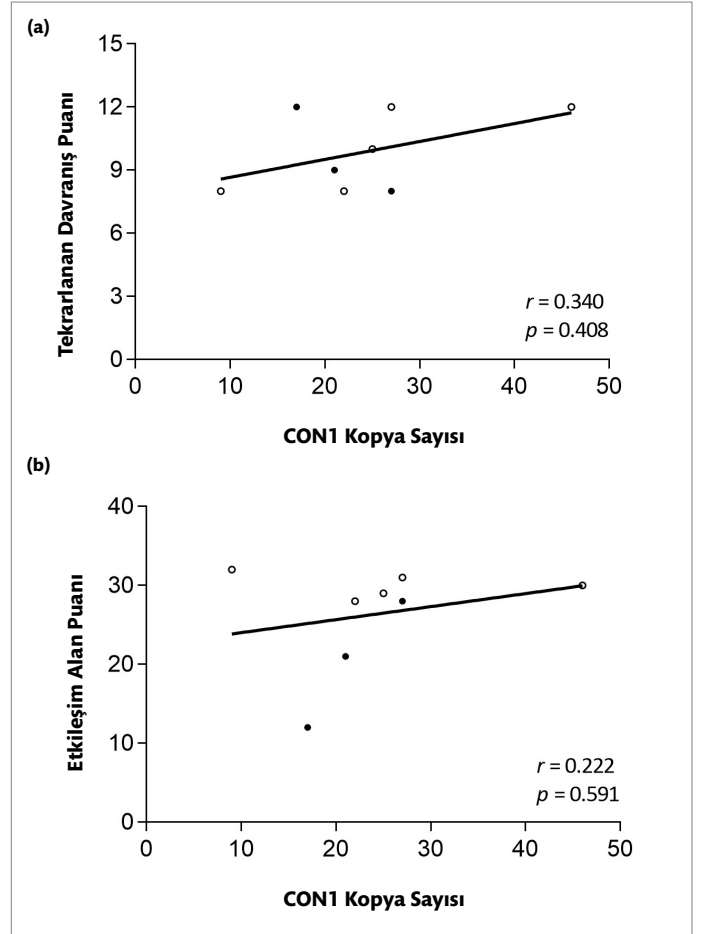 (a)
15
12
9
6
3
0
Tekrarlanan Davranış Puanı
r = 0.340
p = 0.408
0 10 20 30 40 50
CON1 Kopya Sayısı
(b)
40
30
20
10
0
Etkileşim Alan Puanı
r = 0.222
p = 0.591
0 10 20 30 40 50
CON1 Kopya Sayısı